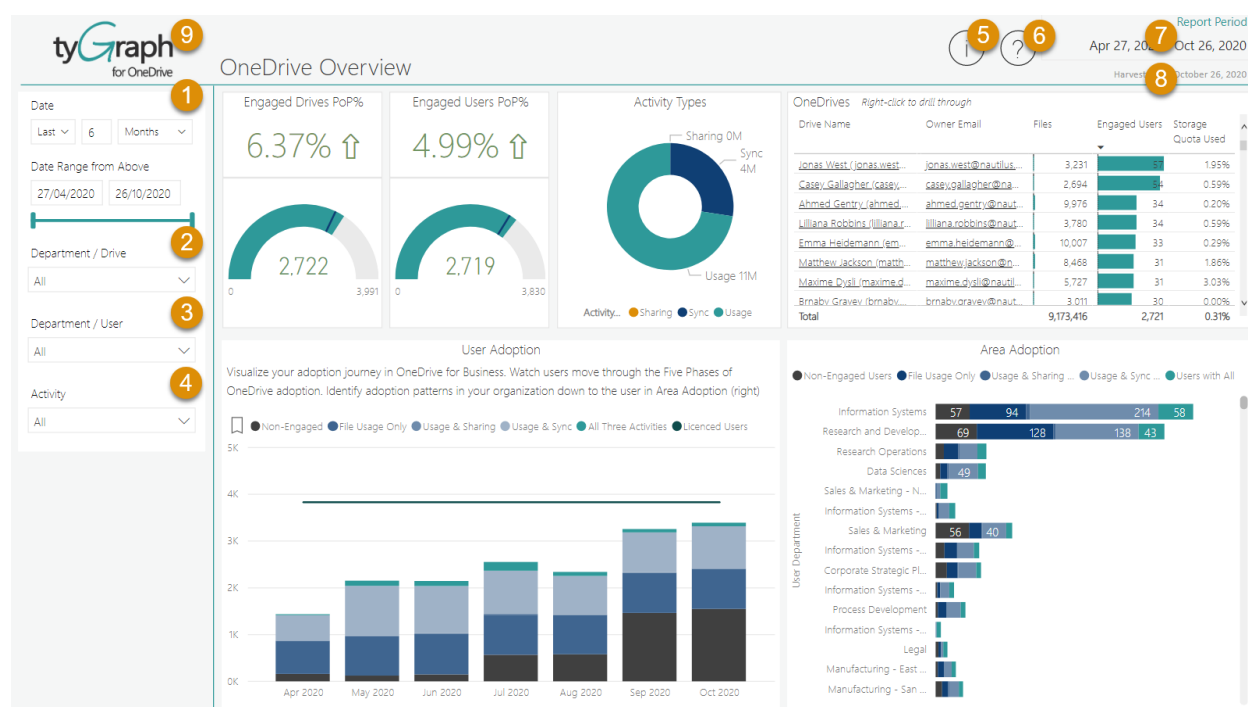 tyGraph
for OneDrive
9
OneDrive Overview
5
6
Report Period
Apr 27, 7 Oct 26, 2020
Harvest 8 October 26, 2020
1
Date
Last 6 Months
Date Range from Above
27/04/2020 26/10/2020
2
Department / Drive
All
3
Department / User
All
4
Activity
All
Engaged Drives PoP%
6.37% ⇧
2,722
0 3,991
Engaged Users PoP%
4.99% ⇧
2,719
0 3,830
Activity Types
Sharing 0M
Sync
4M
Usage 11M
Activity... Sharing Sync Usage
OneDrives Right-click to drill through
Drive Name Owner Email Files Engaged Users Storage
Quota Used
Jonas West (jonas.west... jonas.west@nautilus,... 3,231 57 1.95%
Casey Gallagher (casey,... casey.gallagher@na... 2,694 54 0.59%
Ahmed Gentry (ahmed.... ahmed.gentry@naut... 9,976 34 0.20%
Lilliana Robbins (lilliana.r... lilliana.robbins@naut... 3,780 34 0.59%
Emma Heidemann (em... emma.heidemann@... 10,007 33 0.29%
Matthew Jackson (matth... matthew.jackson@n... 8,468 31 1.86%
Maxime Dysli (maxime.d... maxime.dysli@nautil... 5,727 31 3.03%
Brnaby Gravey (brnaby.... brnaby.gravey@naut... 3,011 30 0.00%
Total 9,173,416 2,721 0.31%
User Adoption
Visualize your adoption journey in OneDrive for Business. Watch users move through the Five Phases of
OneDrive adoption. Identify adoption patterns in your organization down to the user in Area Adoption (right)
Non-Engaged File Usage Only Usage & Sharing Usage & Sync All Three Activities Licenced Users
5K
4K
3K
2K
1K
0K
Apr 2020 May 2020 Jun 2020 Jul 2020 Aug 2020 Sep 2020 Oct 2020
Area Adoption
Non-Engaged Users File Usage Only Usage & Sharing ... Usage & Sync ... Users with All
User Department
Information Systems 57 94 214 58
Research and Develop... 69 128 138 43
Research Operations
Data Sciences 49
Sales & Marketing - N...
Information Systems -...
Sales & Marketing 56 40
Information Systems -...
Corporate Strategic Pl...
Information Systems -...
Process Development
Information Systems -...
Legal
Manufacturing - East ...
Manufacturing - San ...